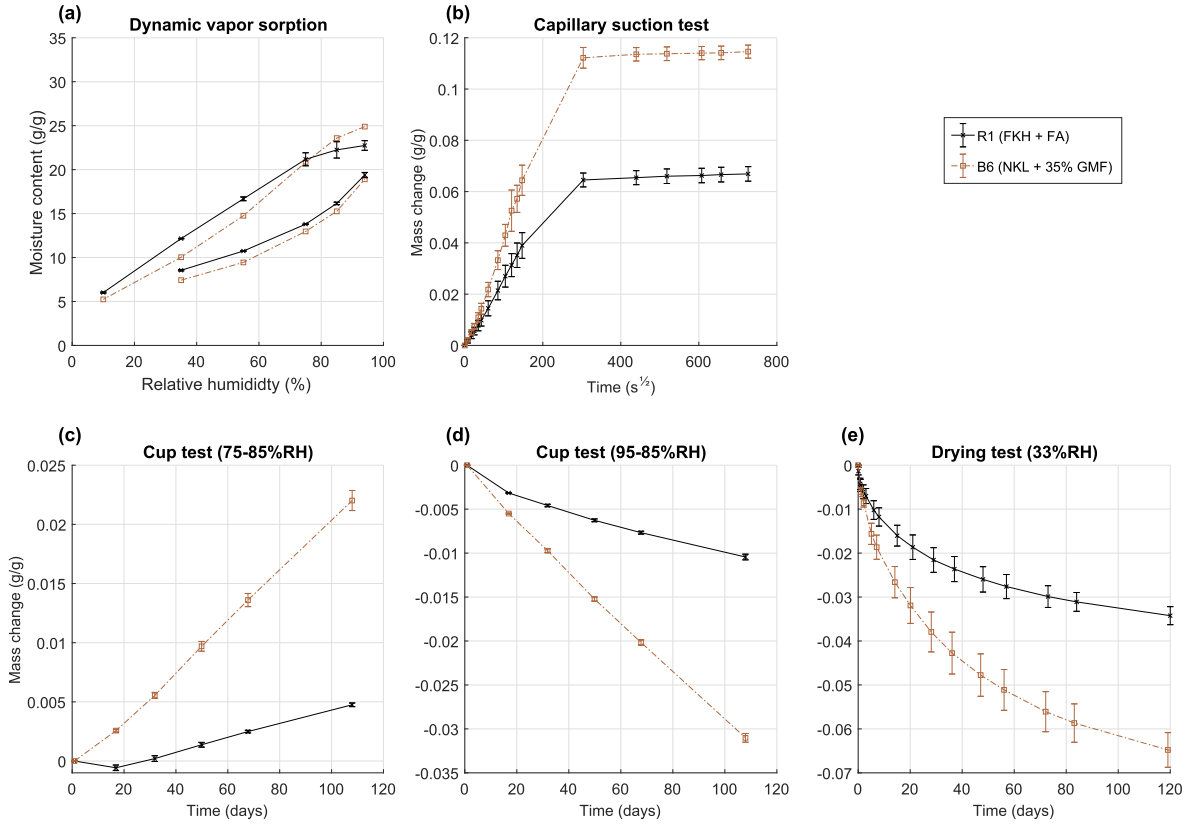 (a)
Dynamic vapor sorption
35
30
25
20
15
10
5
0
0 20 40 60 80 100
Moisture content (g/g)
Relative humididty (%)
(b)
Capillary suction test
0.12
0.1
0.08
0.06
0.04
0.02
0
0 200 400 600 800
Mass change (g/g)
Time (s½)
R1 (FKH + FA)
B6 (NKL + 35% GMF)
(c)
Cup test (75-85%RH)
0.025
0.02
0.015
0.01
0.005
0
0 20 40 60 80 100 120
Mass change (g/g)
Time (days)
(d)
Cup test (95-85%RH)
0
-0.005
-0.01
-0.015
-0.02
-0.025
-0.03
-0.035
0 20 40 60 80 100 120
Time (days)
(e)
Drying test (33%RH)
0
-0.01
-0.02
-0.03
-0.04
-0.05
-0.06
-0.07
0 20 40 60 80 100 120
Time (days)